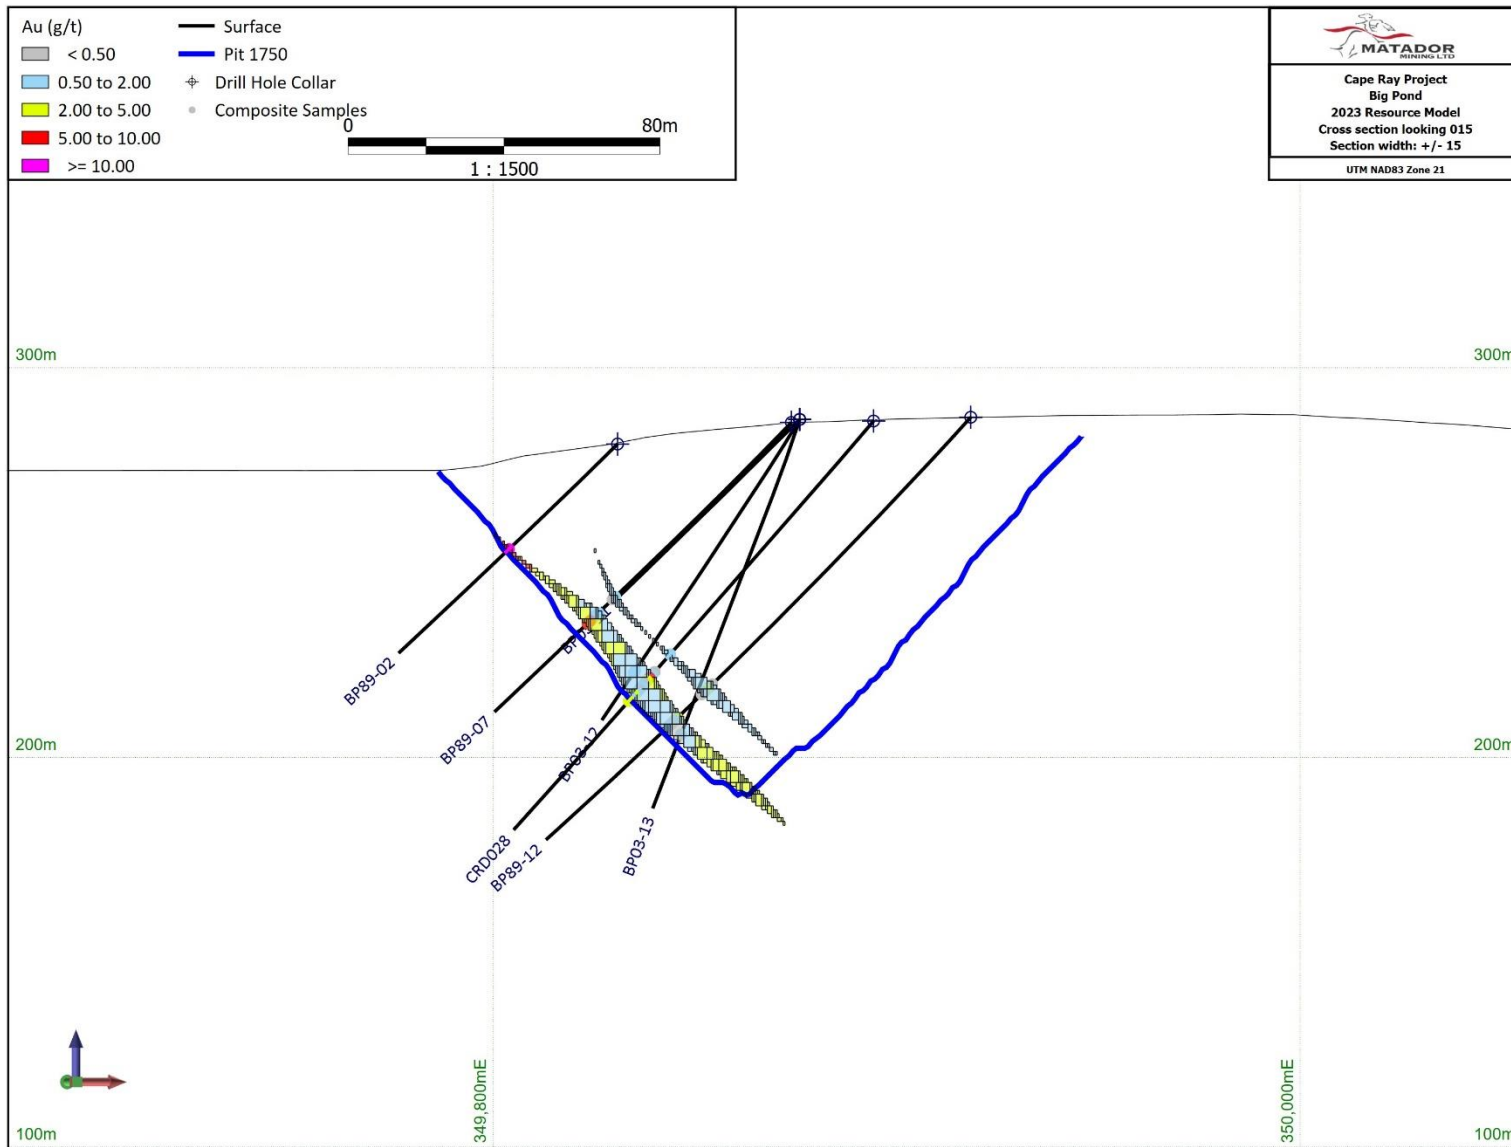 Au (g/t)
< 0.50
0.50 to 2.00
2.00 to 5.00
5.00 to 10.00
>= 10.00
Surface
Pit 1750
Drill Hole Collar
Composite Samples
0 80m
1 : 1500
MATADOR
MINING LTD
Cape Ray Project
Big Pond
2023 Resource Model
Cross section looking 015
Section width: +/- 15
UTM NAD83 Zone 21
300m 300m
BP89-02
BP89-07
BP03-12
200m 200m
CRD028
BP89-12
BP03-13
349,800mE
350,000mE
100m 100m